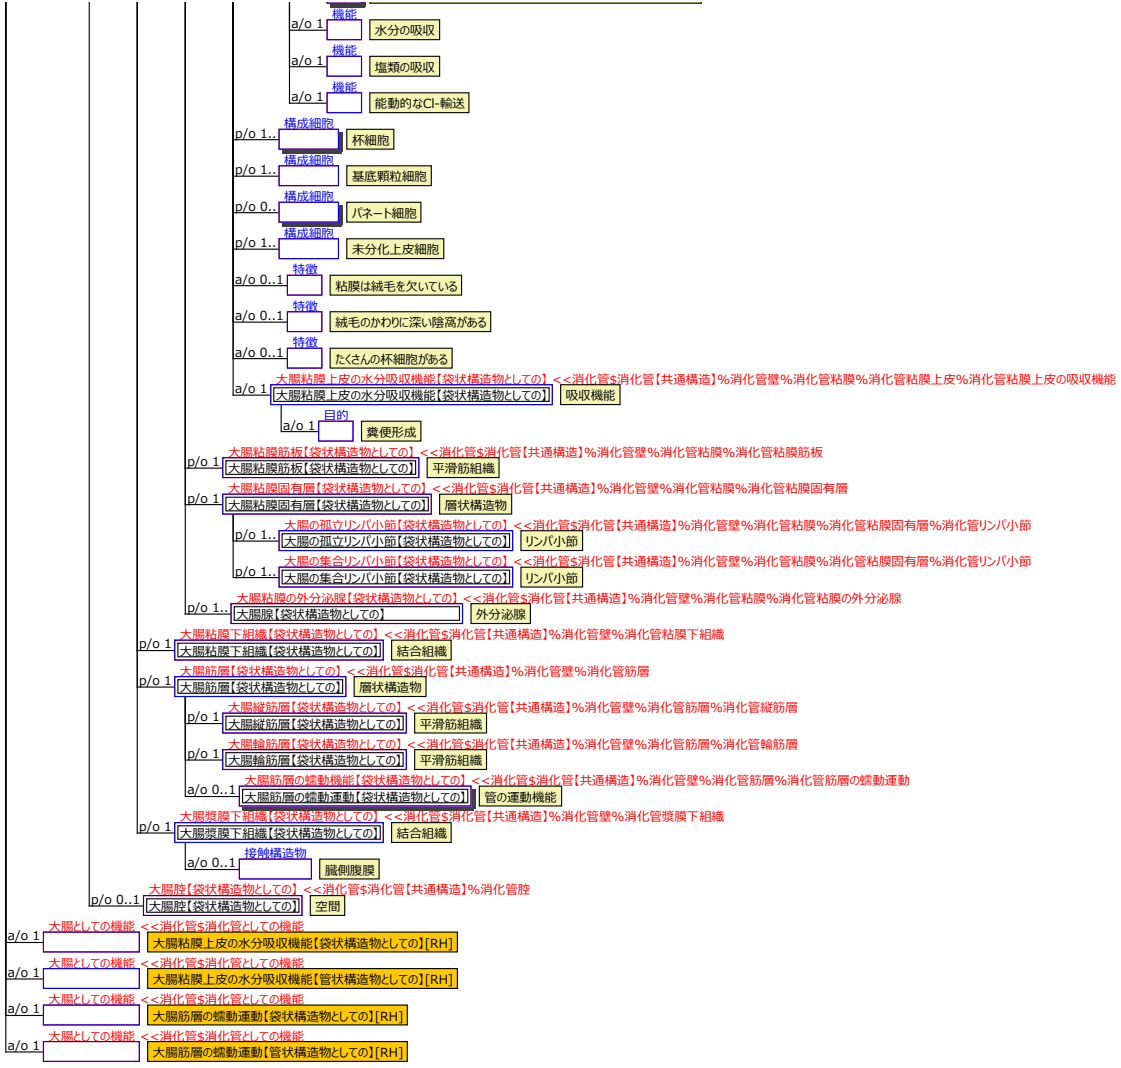 機能
a/o 1 水分の吸収
機能
a/o 1 塩類の吸収
機能
a/o 1 能動的なCl-輸送
構成細胞
p/o 1.. 杯細胞
構成細胞
p/o 1.. 基底顆粒細胞
構成細胞
p/o 0.. パネート細胞
構成細胞
p/o 1.. 未分化上皮細胞
特徴
a/o 0..1 粘膜は絨毛を欠いている
特徴
a/o 0..1 絨毛のかわりに深い陰窩がある
特徴
a/o 0..1 たくさんの杯細胞がある
大腸粘膜上皮の水分吸収機能【袋状構造物としての】 <<消化管$消化管【共通構造】%消化管壁%消化管粘膜%消化管粘膜上皮%消化管粘膜上皮の吸収機能
a/o 1 大腸粘膜上皮の水分吸収機能【袋状構造物としての】 吸収機能
目的
a/o 1 糞便形成
大腸粘膜筋板【袋状構造物としての】 <<消化管$消化管【共通構造】%消化管壁%消化管粘膜%消化管粘膜筋板
p/o 1 大腸粘膜筋板【袋状構造物としての】 平滑筋組織
大腸粘膜固有層【袋状構造物としての】 <<消化管$消化管【共通構造】%消化管壁%消化管粘膜%消化管粘膜固有層
p/o 1 大腸粘膜固有層【袋状構造物としての】 層状構造物
大腸の孤立リンパ小節【袋状構造物としての】 <<消化管$消化管【共通構造】%消化管壁%消化管粘膜%消化管粘膜固有層%消化管リンパ小節
p/o 1.. 大腸の孤立リンパ小節【袋状構造物としての】 リンパ小節
大腸の集合リンパ小節【袋状構造物としての】 <<消化管$消化管【共通構造】%消化管壁%消化管粘膜%消化管粘膜固有層%消化管リンパ小節
p/o 1.. 大腸の集合リンパ小節【袋状構造物としての】 リンパ小節
大腸粘膜の外分泌腺【袋状構造物としての】 <<消化管$消化管【共通構造】%消化管壁%消化管粘膜%消化管粘膜の外分泌腺
p/o 1.. 大腸腺【袋状構造物としての】 外分泌腺
大腸粘膜下組織【袋状構造物としての】 <<消化管$消化管【共通構造】%消化管壁%消化管粘膜下組織
p/o 1 大腸粘膜下組織【袋状構造物としての】 結合組織
大腸筋層【袋状構造物としての】 <<消化管$消化管【共通構造】%消化管壁%消化管筋層
p/o 1 大腸筋層【袋状構造物としての】 層状構造物
大腸縦筋層【袋状構造物としての】 <<消化管$消化管【共通構造】%消化管壁%消化管筋層%消化管縦筋層
p/o 1 大腸縦筋層【袋状構造物としての】 平滑筋組織
大腸輪筋層【袋状構造物としての】 <<消化管$消化管【共通構造】%消化管壁%消化管筋層%消化管輪筋層
p/o 1 大腸輪筋層【袋状構造物としての】 平滑筋組織
大腸筋層の蠕動機能【袋状構造物としての】 <<消化管$消化管【共通構造】%消化管壁%消化管筋層%消化管筋層の蠕動運動
a/o 0..1 大腸筋層の蠕動運動【袋状構造物としての】 管の運動機能
大腸漿膜下組織【袋状構造物としての】 <<消化管$消化管【共通構造】%消化管壁%消化管漿膜下組織
p/o 1 大腸漿膜下組織【袋状構造物としての】 結合組織
接触構造物
a/o 0..1 臓側腹膜
大腸腔【袋状構造物としての】 <<消化管$消化管【共通構造】%消化管腔
p/o 0..1 大腸腔【袋状構造物としての】 空間
大腸としての機能 <<消化管$消化管としての機能
a/o 1 大腸粘膜上皮の水分吸収機能【袋状構造物としての】[RH]
大腸としての機能 <<消化管$消化管としての機能
a/o 1 大腸粘膜上皮の水分吸収機能【管状構造物としての】[RH]
大腸としての機能 <<消化管$消化管としての機能
a/o 1 大腸筋層の蠕動運動【袋状構造物としての】[RH]
大腸としての機能 <<消化管$消化管としての機能
a/o 1 大腸筋層の蠕動運動【管状構造物としての】[RH]